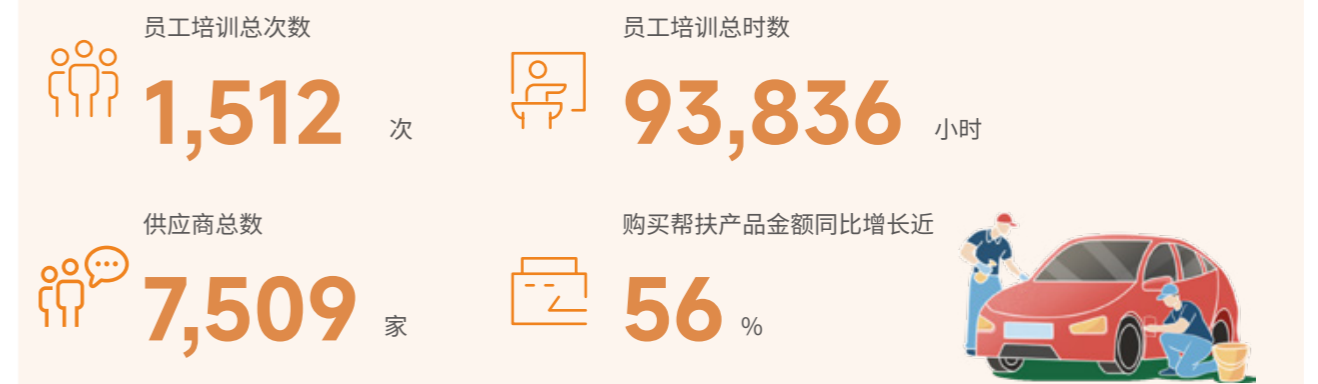 员工培训总次数
1,512 次
员工培训总时数
93,836 小时
供应商总数
7,509 家
购买帮扶产品金额同比增长近
56 %